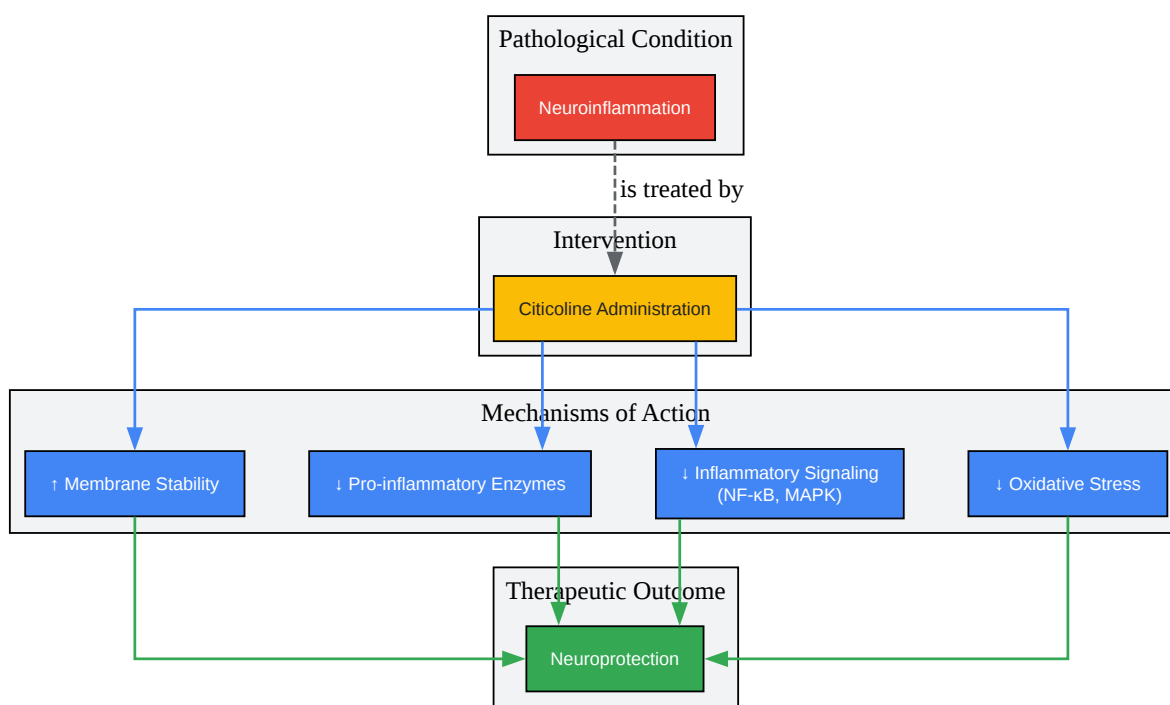 Pathological Condition
Neuroinflammation
is treated by
Intervention
Citicoline Administration
Mechanisms of Action
↑ Membrane Stability
↓ Pro-inflammatory Enzymes
↓ Inflammatory Signaling
(NF-κB, MAPK)
↓ Oxidative Stress
Therapeutic Outcome
Neuroprotection